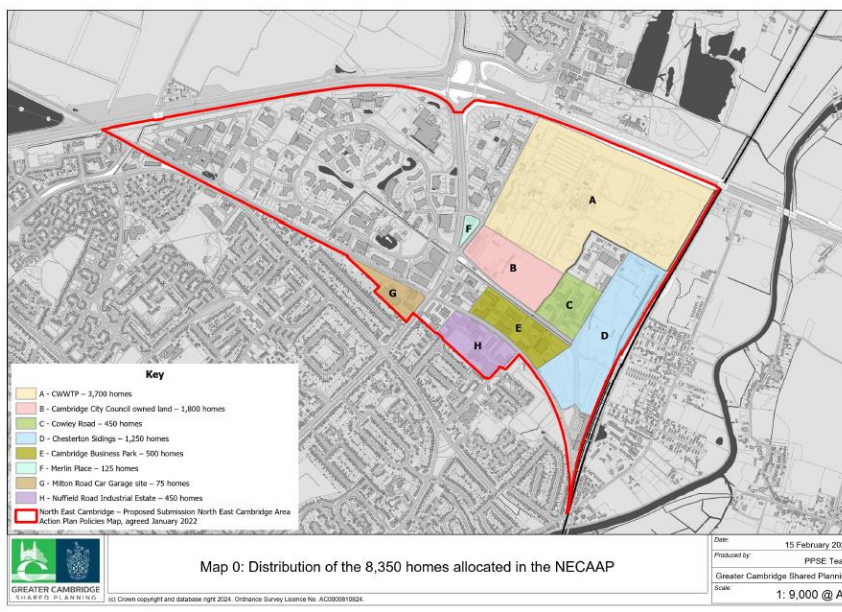 A
F
B
C
G
E
D
H
Key
A - CWWTP – 3,700 homes
B - Cambridge City Council owned land – 1,800 homes
C - Cowley Road – 450 homes
D - Chesterton Sidings – 1,250 homes
E - Cambridge Business Park – 500 homes
F - Merlin Place – 125 homes
G - Milton Road Car Garage site – 75 homes
H - Nuffield Road Industrial Estate – 450 homes
North East Cambridge – Proposed Submission North East Cambridge Area
Action Plan Policies Map, agreed January 2022
GREATER CAMBRIDGE
SHARED PLANNING
Map 0: Distribution of the 8,350 homes allocated in the NECAAP
(c) Crown copyright and database right 2024. Ordnance Survey Licence No. AC0000810824.
Date:
15 February 202
Produced by:
PPSE Tea
Greater Cambridge Shared Plannin
Scale:
1: 9,000 @ A